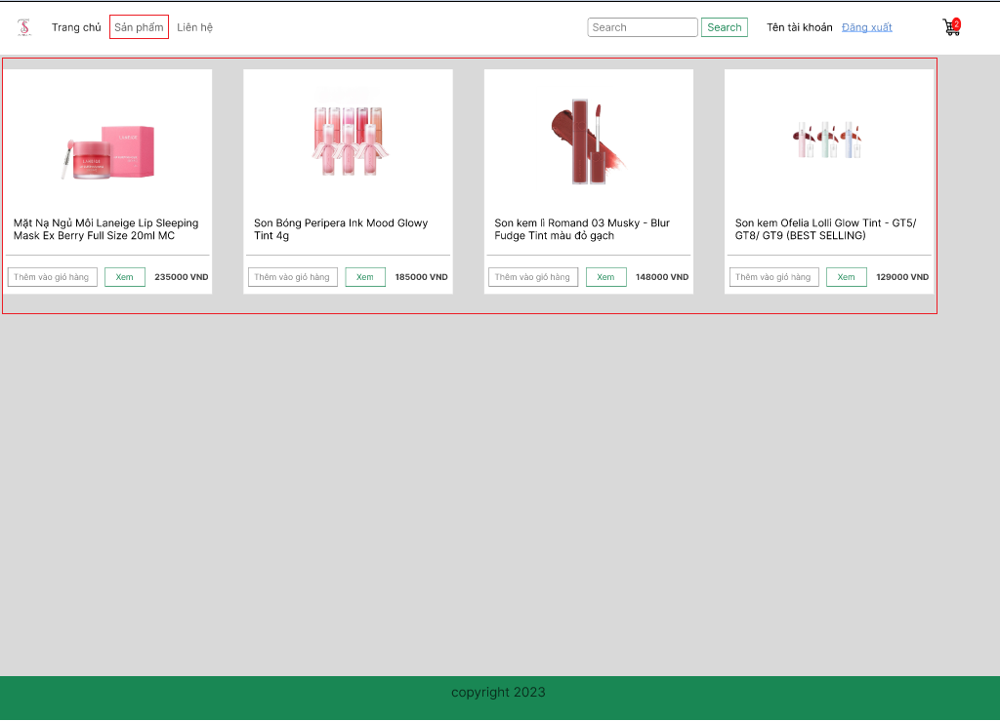 Trang chủ Sản phẩm Liên hệ Search Search Tên tài khoản Đăng xuất 2
LANEIGE
LANEIGE
Mặt Nạ Ngủ Môi Laneige Lip Sleeping
Mask Ex Berry Full Size 20ml MC
Thêm vào giỏ hàng Xem 235000 VND
Son Bóng Peripera Ink Mood Glowy
Tint 4g
Thêm vào giỏ hàng Xem 185000 VND
Son kem lì Romand 03 Musky - Blur
Fudge Tint màu đỏ gạch
Thêm vào giỏ hàng Xem 148000 VND
Son kem Ofelia Lolli Glow Tint - GT5/
GT8/ GT9 (BEST SELLING)
Thêm vào giỏ hàng Xem 129000 VND
copyright 2023